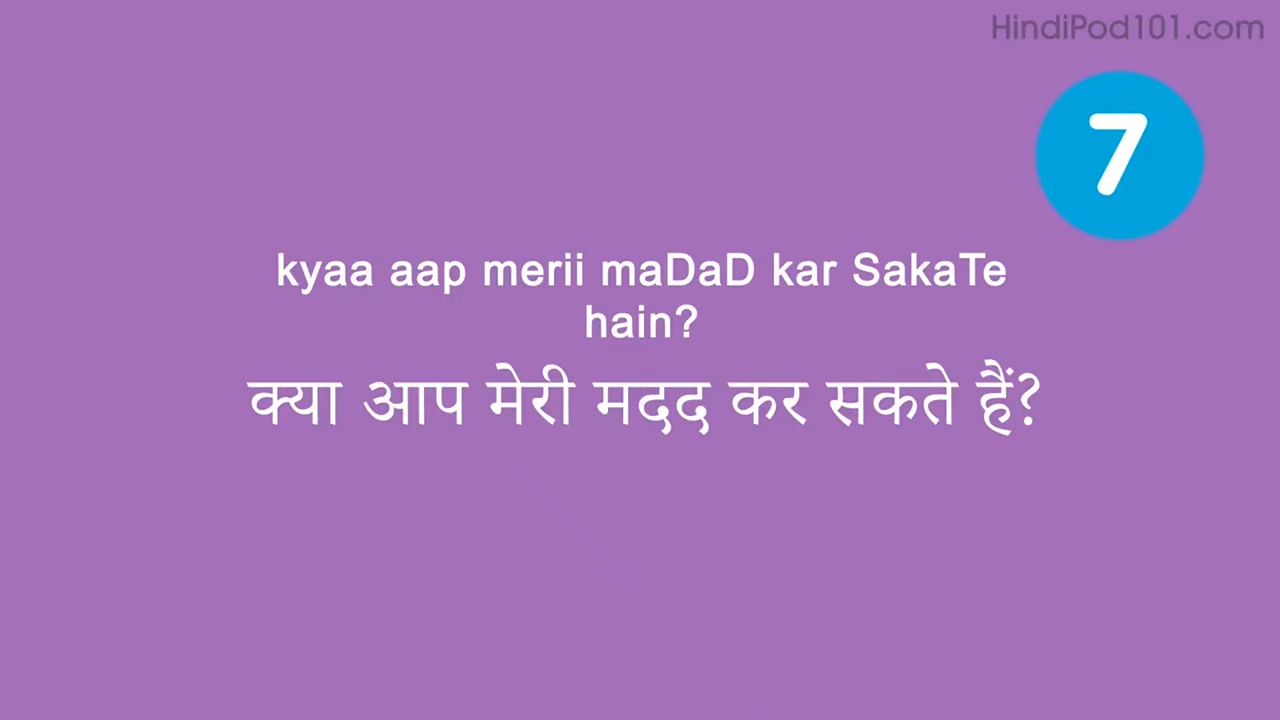 HindiPod101.com
7
kyaa aap merii maDaD kar SakaTe
hain?
क्या आप मेरी मदद कर सकते हैं?